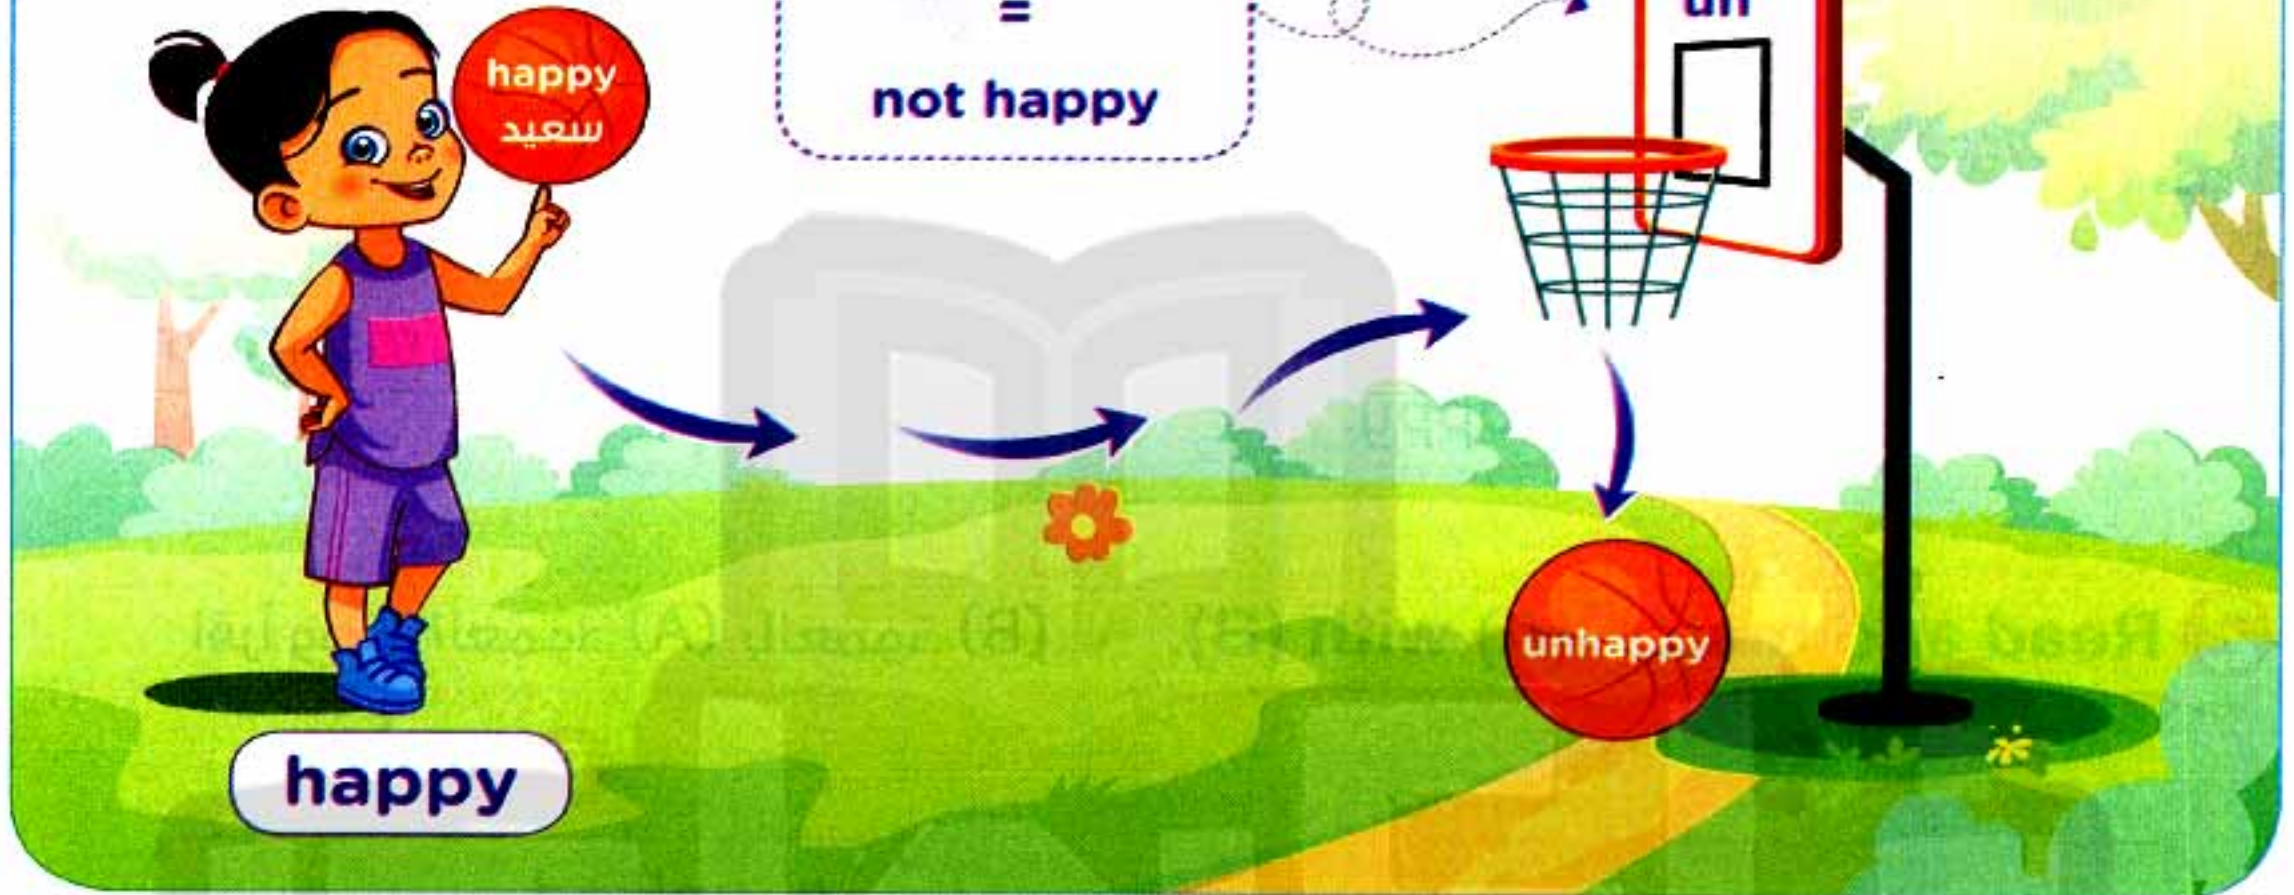 =
un
happy
سعيد
not happy
unhappy
happy